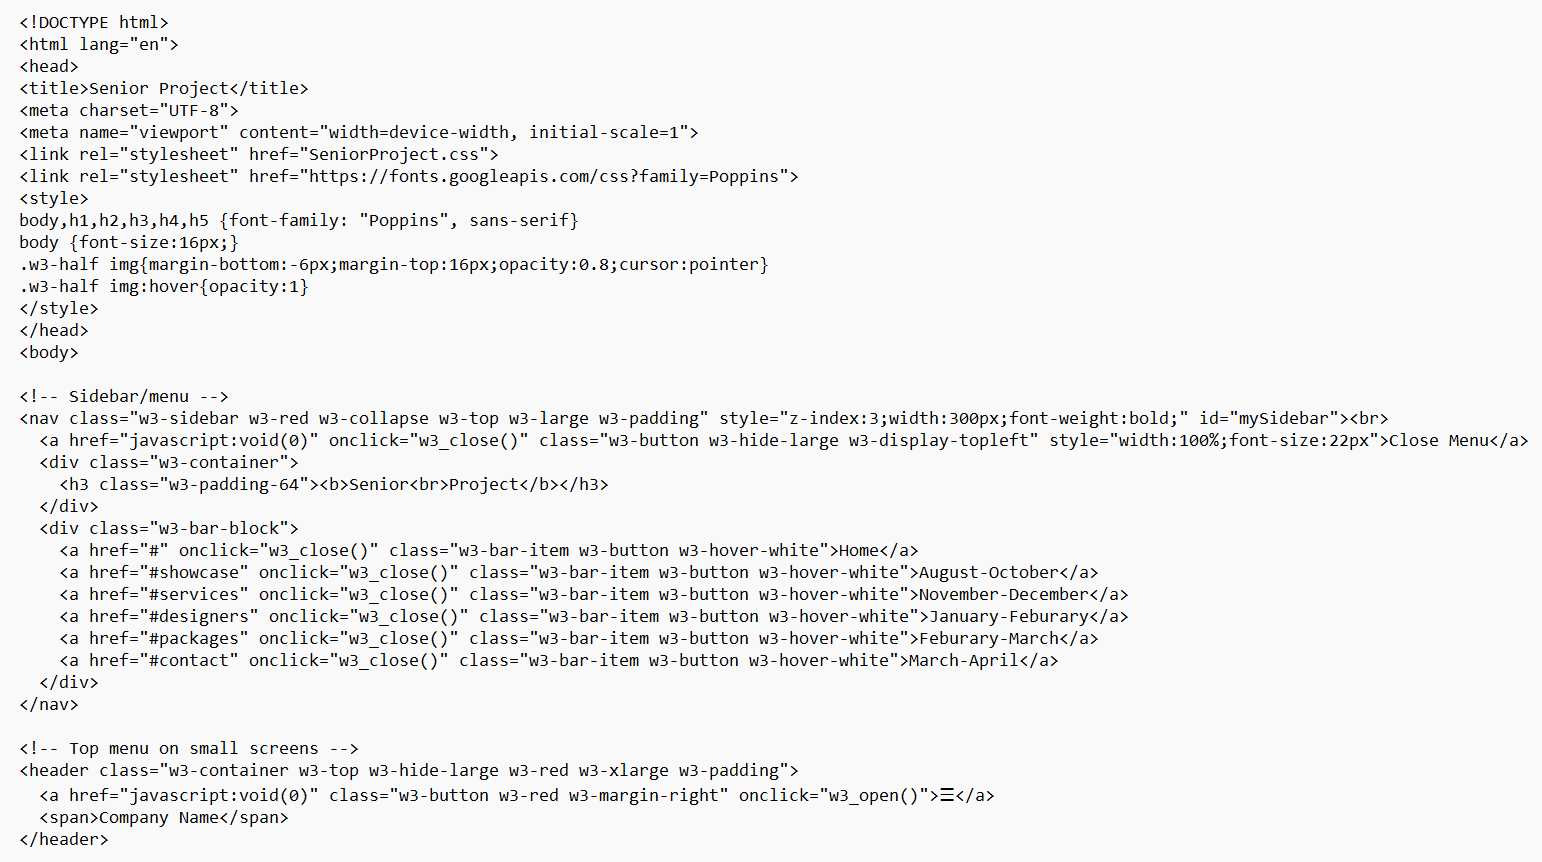 <!DOCTYPE html>
<html lang="en">
<head>
<title>Senior Project</title>
<meta charset="UTF-8">
<meta name="viewport" content="width=device-width, initial-scale=1">
<link rel="stylesheet" href="SeniorProject.css">
<link rel="stylesheet" href="https://fonts.googleapis.com/css?family=Poppins">
<style>
body,h1,h2,h3,h4,h5 {font-family: "Poppins", sans-serif}
body {font-size:16px;}
.w3-half img{margin-bottom:-6px;margin-top:16px;opacity:0.8;cursor:pointer}
.w3-half img:hover{opacity:1}
</style>
</head>
<body>

<!-- Sidebar/menu -->
<nav class="w3-sidebar w3-red w3-collapse w3-top w3-large w3-padding" style="z-index:3;width:300px;font-weight:bold;" id="mySidebar"><br>
  <a href="javascript:void(0)" onclick="w3_close()" class="w3-button w3-hide-large w3-display-topleft" style="width:100%;font-size:22px">Close Menu</a>
  <div class="w3-container">
    <h3 class="w3-padding-64"><b>Senior<br>Project</b></h3>
  </div>
  <div class="w3-bar-block">
    <a href="#" onclick="w3_close()" class="w3-bar-item w3-button w3-hover-white">Home</a>
    <a href="#showcase" onclick="w3_close()" class="w3-bar-item w3-button w3-hover-white">August-October</a>
    <a href="#services" onclick="w3_close()" class="w3-bar-item w3-button w3-hover-white">November-December</a>
    <a href="#designers" onclick="w3_close()" class="w3-bar-item w3-button w3-hover-white">January-Feburary</a>
    <a href="#packages" onclick="w3_close()" class="w3-bar-item w3-button w3-hover-white">Feburary-March</a>
    <a href="#contact" onclick="w3_close()" class="w3-bar-item w3-button w3-hover-white">March-April</a>
  </div>
</nav>

<!-- Top menu on small screens -->
<header class="w3-container w3-top w3-hide-large w3-red w3-xlarge w3-padding">
  <a href="javascript:void(0)" class="w3-button w3-red w3-margin-right" onclick="w3_open()">☰</a>
  <span>Company Name</span>
</header>